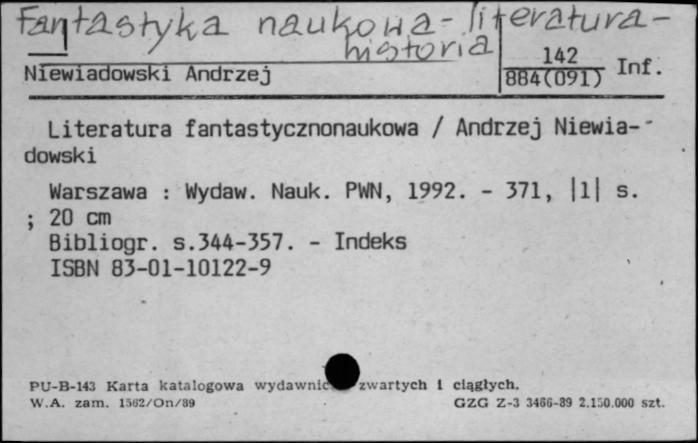 Fantastyka naukowa - literatura -
historia
Niewiadowski Andrzej
142
884(091) Inf.
Literatura fantastycznonaukowa / Andrzej Niewia-
dowski
Warszawa : Wydaw. Nauk. PWN, 1992. - 371, |1| s.
; 20 cm
Bibliogr. s.344-357. - Indeks
ISBN 83-01-10122-9
PU-B-143 Karta katalogowa wydawnic zwartych i ciągłych.
W.A. zam. 1562/On/89 GZG Z-3 3466-89 2.150.000 szt.